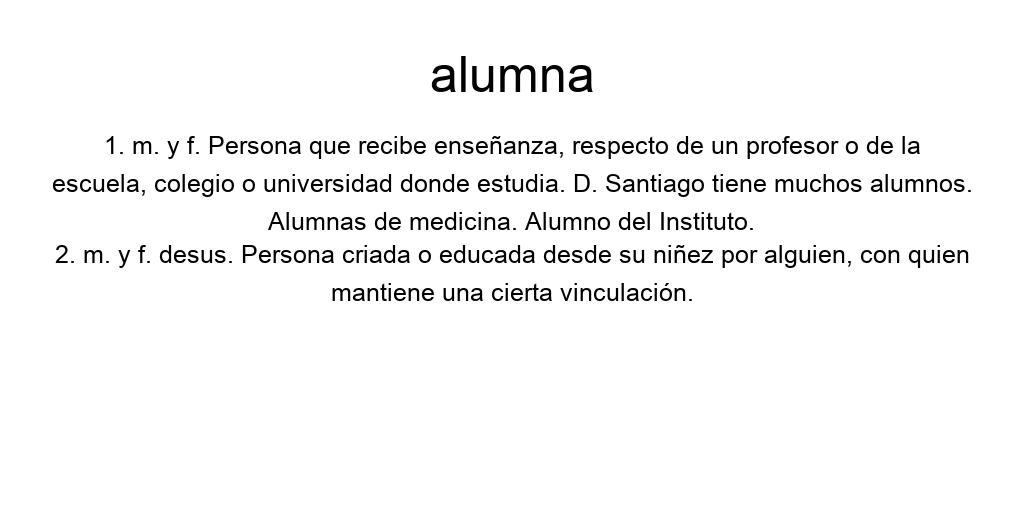 alumna
1. m. y f. Persona que recibe enseñanza, respecto de un profesor o de la
escuela, colegio o universidad donde estudia. D. Santiago tiene muchos alumnos.
Alumnas de medicina. Alumno del Instituto.
2. m. y f. desus. Persona criada o educada desde su niñez por alguien, con quien
mantiene una cierta vinculación.